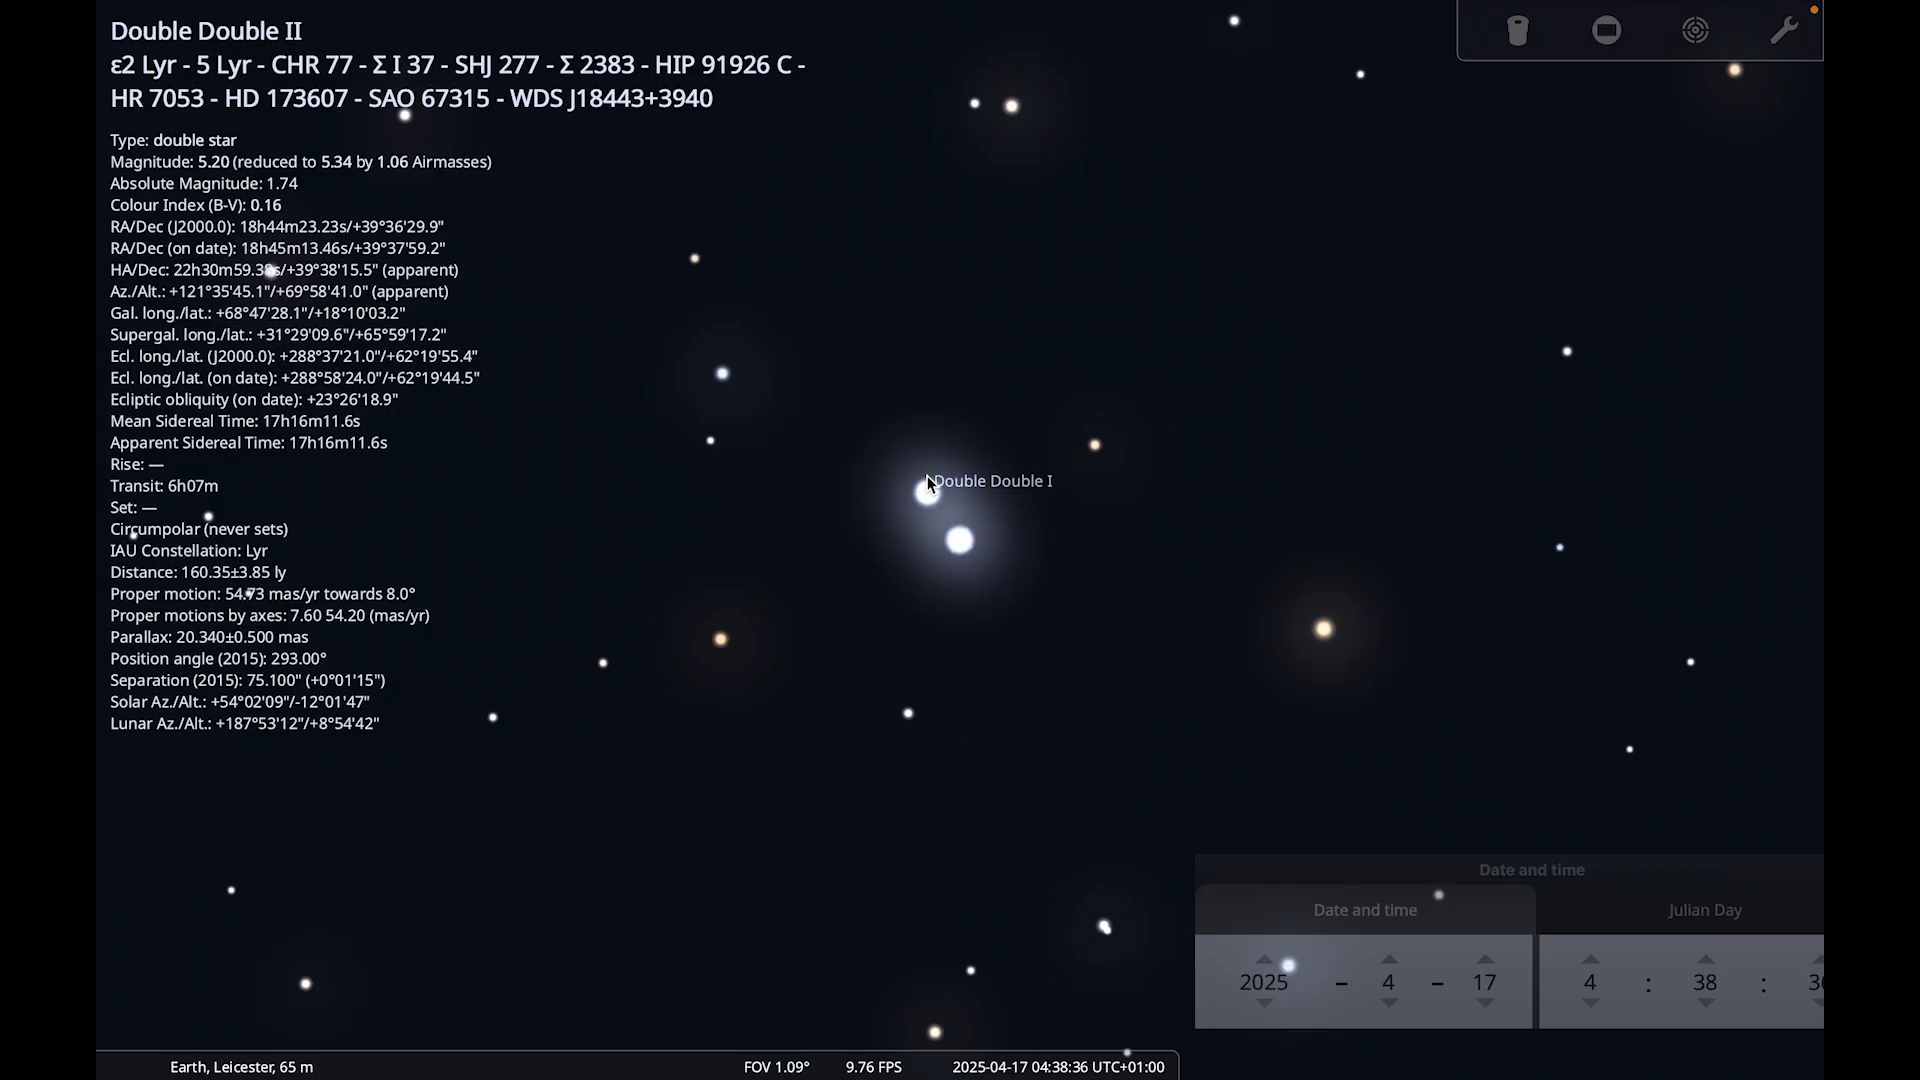 Double Double II
ε2 Lyr - 5 Lyr - CHR 77 - Σ I 37 - SHJ 277 - Σ 2383 - HIP 91926 C -
HR 7053 - HD 173607 - SAO 67315 - WDS J18443+3940
Type: double star
Magnitude: 5.20 (reduced to 5.34 by 1.06 Airmasses)
Absolute Magnitude: 1.74
Colour Index (B-V): 0.16
RA/Dec (J2000.0): 18h44m23.23s/+39°36'29.9"
RA/Dec (on date): 18h45m13.46s/+39°37'59.2"
HA/Dec: /+39°38'15.5" (apparent)
Az./Alt.: +121°35'45.1"/+69°58'41.0" (apparent)
Gal. long./lat.: +68°47'28.1"/+18°10'03.2"
Supergal. long./lat.: +31°29'09.6"/+65°59'17.2"
Ecl. long./lat. (J2000.0): +288°37'21.0"/+62°19'55.4"
Ecl. long./lat. (on date): +288°58'24.0"/+62°19'44.5"
Ecliptic obliquity (on date): +23°26'18.9"
Mean Sidereal Time: 17h16m11.6s
Apparent Sidereal Time: 17h16m11.6s
Rise: —
Transit: 6h07m
Set: —
Circumpolar (never sets)
IAU Constellation: Lyr
Distance: 160.35±3.85 ly
Proper motion: 54.73 mas/yr towards 8.0°
Proper motions by axes: 7.60 54.20 (mas/yr)
Parallax: 20.340±0.500 mas
Position angle (2015): 293.00°
Separation (2015): 75.100" (+0°01'15")
Solar Az./Alt.: +54°02'09"/-12°01'47"
Lunar Az./Alt.: +187°53'12"/+8°54'42"
Double Double I
Date and time
Date and time Julian Day
2025 – 4 – 17 4 : 38 :
Earth, Leicester, 65 m FOV 1.09° 9.76 FPS 2025-04-17 04:38:36 UTC+01:00